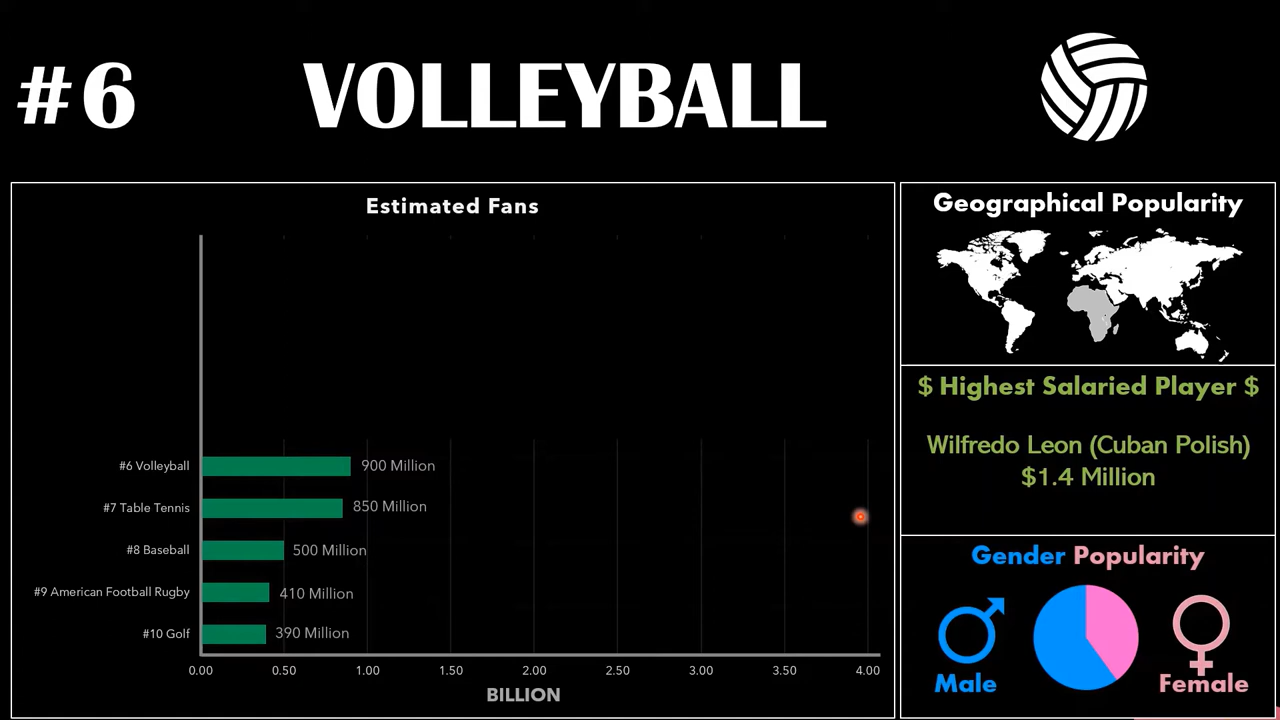 #6 VOLLEYBALL
Estimated Fans
#6 Volleyball 900 Million
#7 Table Tennis 850 Million
#8 Baseball 500 Million
#9 American Football Rugby 410 Million
#10 Golf 390 Million
0.00 0.50 1.00 1.50 2.00 2.50 3.00 3.50 4.00
BILLION
Geographical Popularity
$ Highest Salaried Player $
Wilfredo Leon (Cuban Polish)
$1.4 Million
Gender Popularity
Male Female